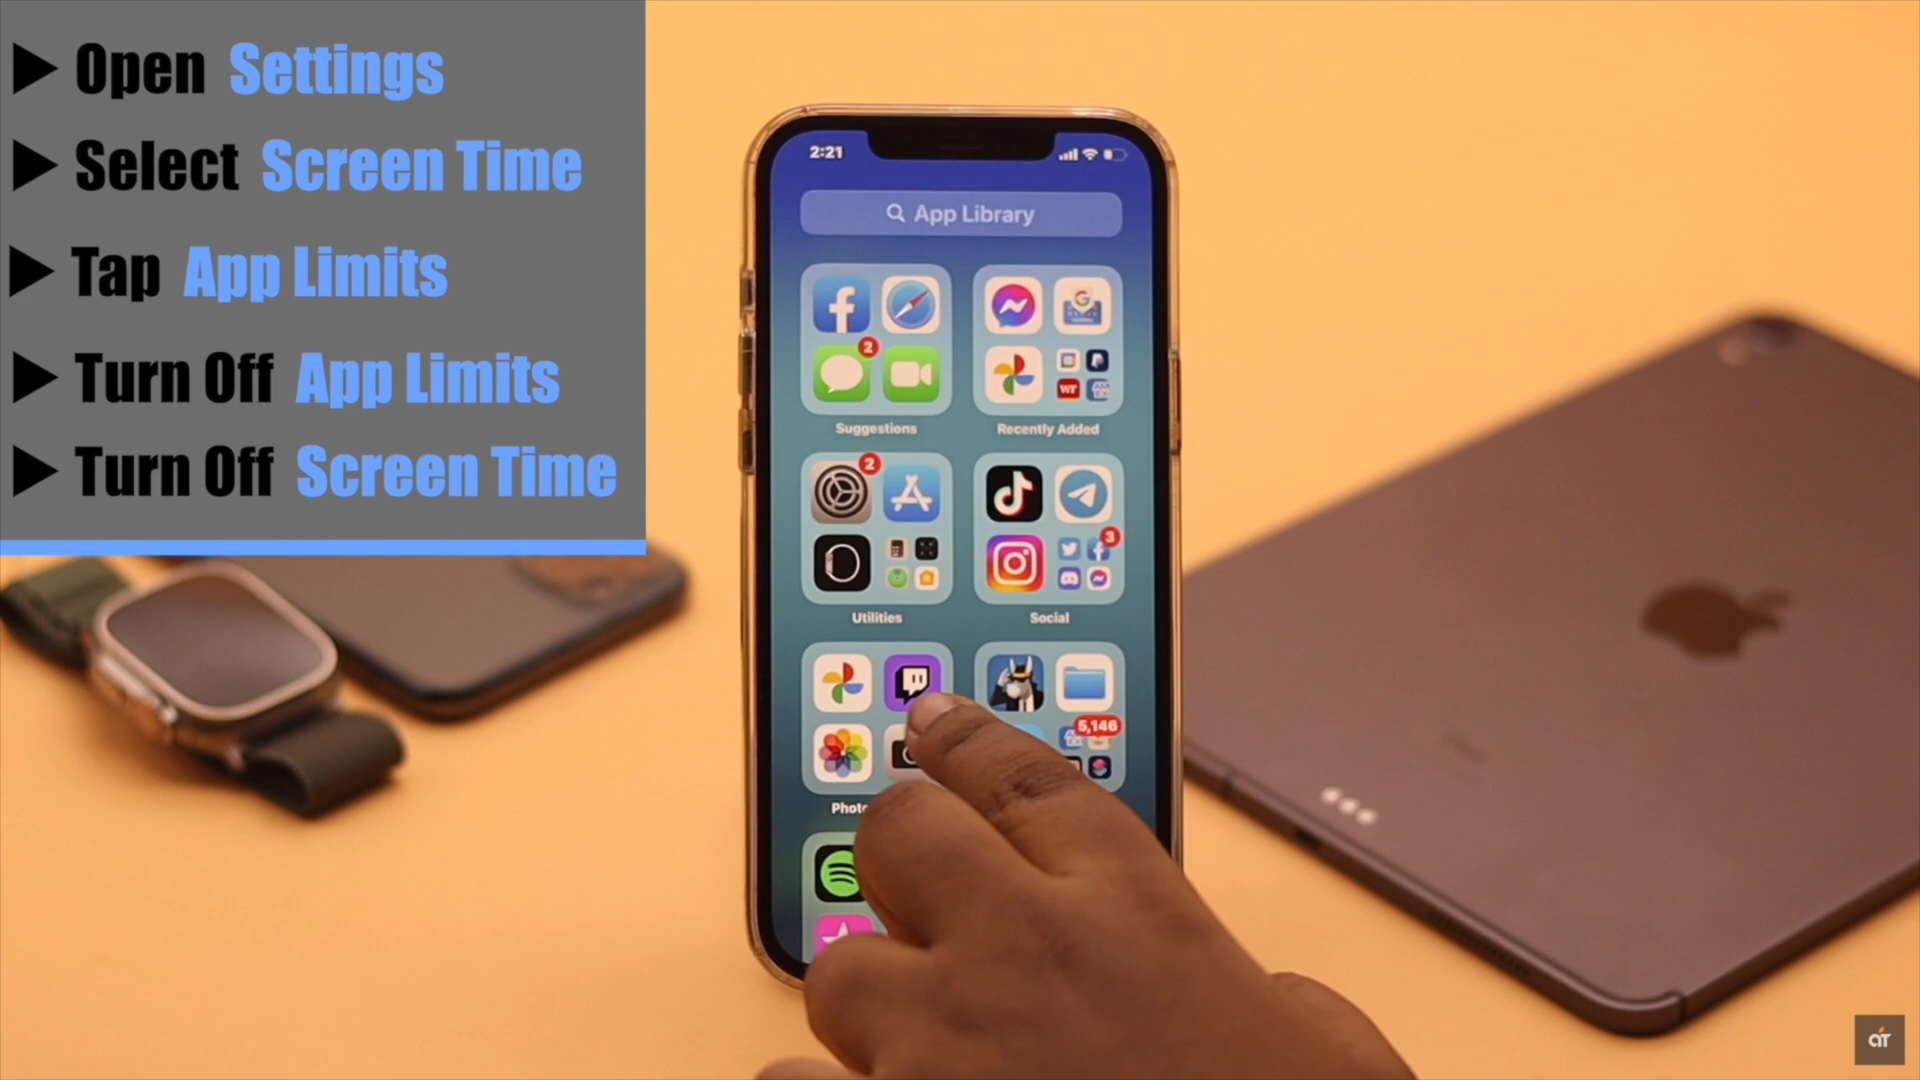 Open Settings
Select Screen Time
Tap App Limits
Turn Off App Limits
Turn Off Screen Time
2:21
App Library
2
Suggestions
Recently Added
2
3
Utilities
Social
5,146
Photo